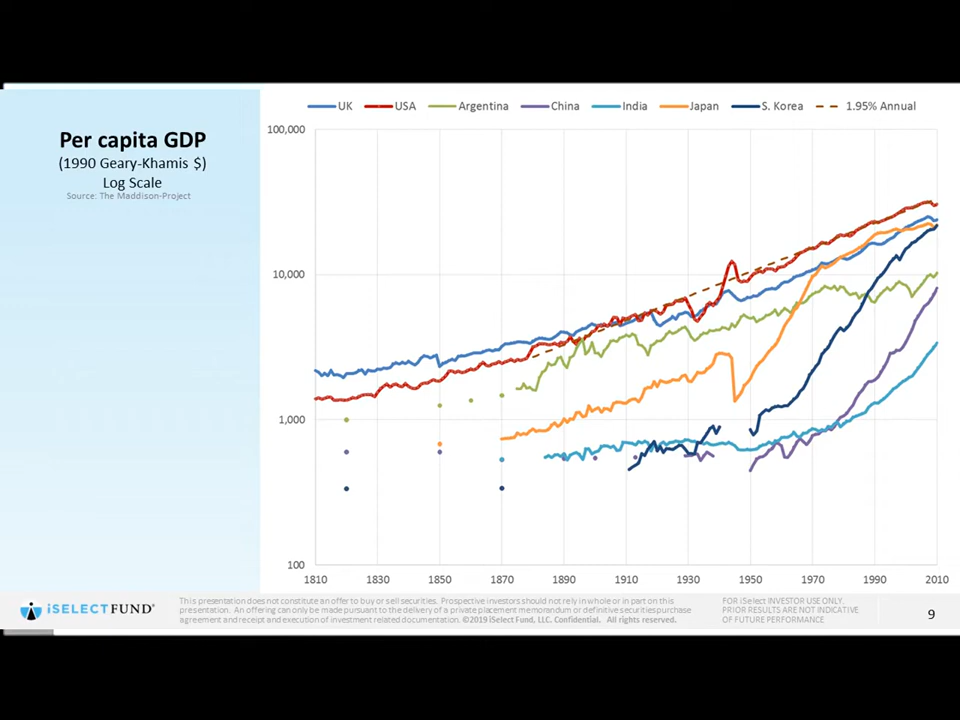 Per capita GDP
(1990 Geary-Khamis $)
Log Scale
Source: The Maddison-Project
UK USA Argentina China India Japan S. Korea 1.95% Annual
100,000
10,000
1,000
100
1810 1830 1850 1870 1890 1910 1930 1950 1970 1990 2010
iSELECTFUND®
This presentation does not constitute an offer to buy or sell securities. Prospective investors should not rely in whole or in part on this
presentation. An offering can only be made pursuant to the delivery of a private placement memorandum or definitive securities purchase
agreement and receipt and execution of investment related documentation. ©2019 iSelect Fund, LLC. Confidential. All rights reserved.
FOR iSelect INVESTOR USE ONLY.
PRIOR RESULTS ARE NOT INDICATIVE
OF FUTURE PERFORMANCE
9